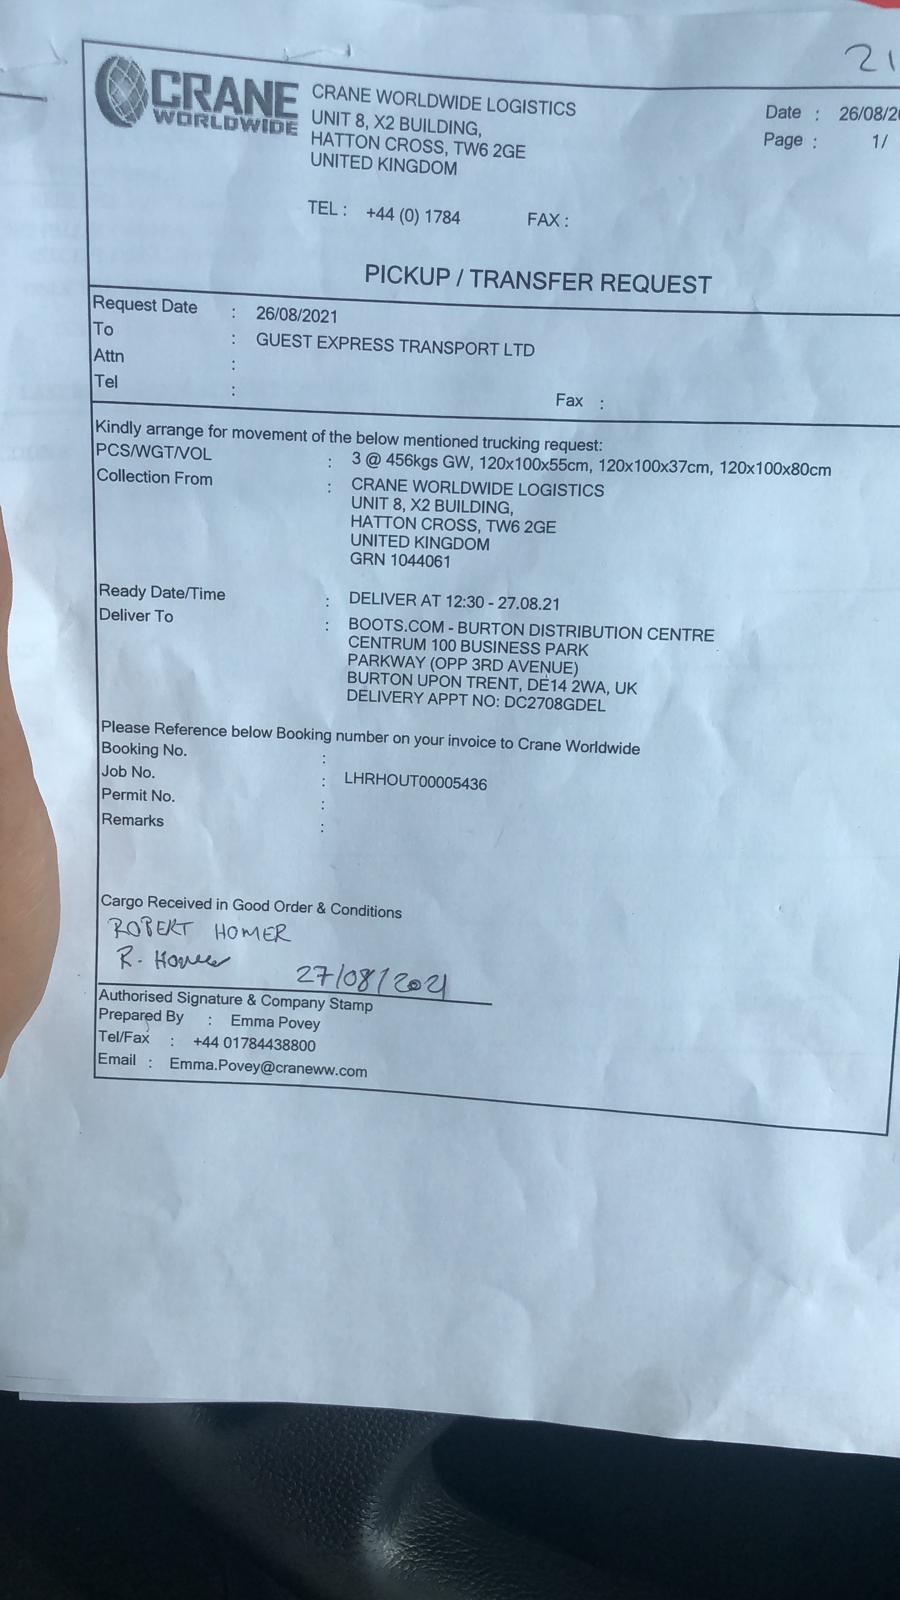 21
CRANE
WORLDWIDE
CRANE WORLDWIDE LOGISTICS
UNIT 8, X2 BUILDING,
HATTON CROSS, TW6 2GE
UNITED KINGDOM
Date : 26/08/20
Page : 1/
TEL : +44 (0) 1784 FAX :
PICKUP / TRANSFER REQUEST
Request Date : 26/08/2021
To : GUEST EXPRESS TRANSPORT LTD
Attn :
Tel : Fax :
Kindly arrange for movement of the below mentioned trucking request:
PCS/WGT/VOL : 3 @ 456kgs GW, 120x100x55cm, 120x100x37cm, 120x100x80cm
Collection From : CRANE WORLDWIDE LOGISTICS
UNIT 8, X2 BUILDING,
HATTON CROSS, TW6 2GE
UNITED KINGDOM
GRN 1044061
Ready Date/Time : DELIVER AT 12:30 - 27.08.21
Deliver To : BOOTS.COM - BURTON DISTRIBUTION CENTRE
CENTRUM 100 BUSINESS PARK
PARKWAY (OPP 3RD AVENUE)
BURTON UPON TRENT, DE14 2WA, UK
DELIVERY APPT NO: DC2708GDEL
Please Reference below Booking number on your invoice to Crane Worldwide
Booking No. :
Job No. : LHRHOUT00005436
Permit No. :
Remarks :
Cargo Received in Good Order & Conditions
ROBERT HOMER
R. Homer
27/08/2021
Authorised Signature & Company Stamp
Prepared By : Emma Povey
Tel/Fax : +44 01784438800
Email : Emma.Povey@craneww.com